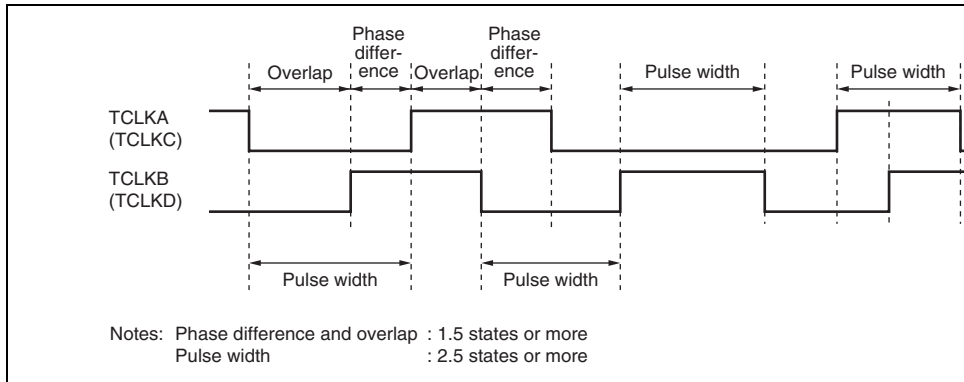 Phase
differ-
ence
Phase
differ-
ence
Overlap
Overlap
Pulse width
Pulse width
TCLKA
(TCLKC)
TCLKB
(TCLKD)
Pulse width
Pulse width
Notes: Phase difference and overlap : 1.5 states or more
Pulse width : 2.5 states or more